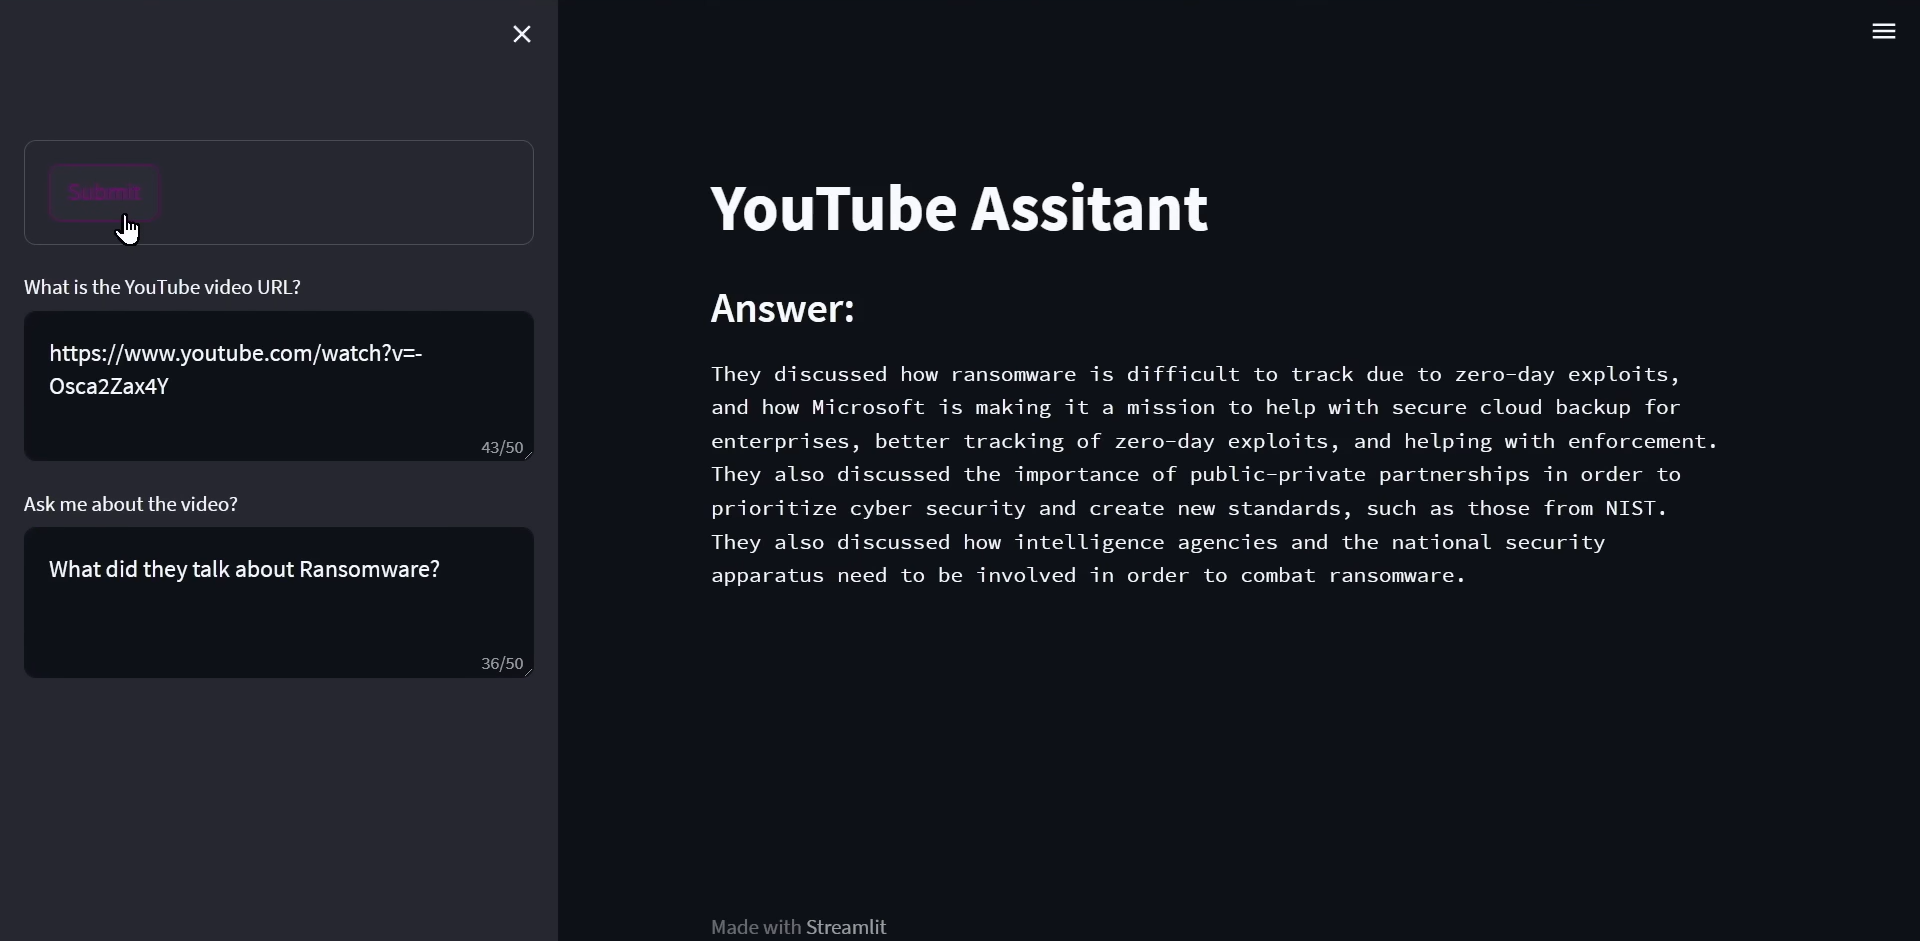 Submit
What is the YouTube video URL?
https://www.youtube.com/watch?v=-
Osca2Zax4Y
43/50
Ask me about the video?
What did they talk about Ransomware?
36/50
YouTube Assitant
Answer:
They discussed how ransomware is difficult to track due to zero-day exploits,
and how Microsoft is making it a mission to help with secure cloud backup for
enterprises, better tracking of zero-day exploits, and helping with enforcement.
They also discussed the importance of public-private partnerships in order to
prioritize cyber security and create new standards, such as those from NIST.
They also discussed how intelligence agencies and the national security
apparatus need to be involved in order to combat ransomware.
Made with Streamlit